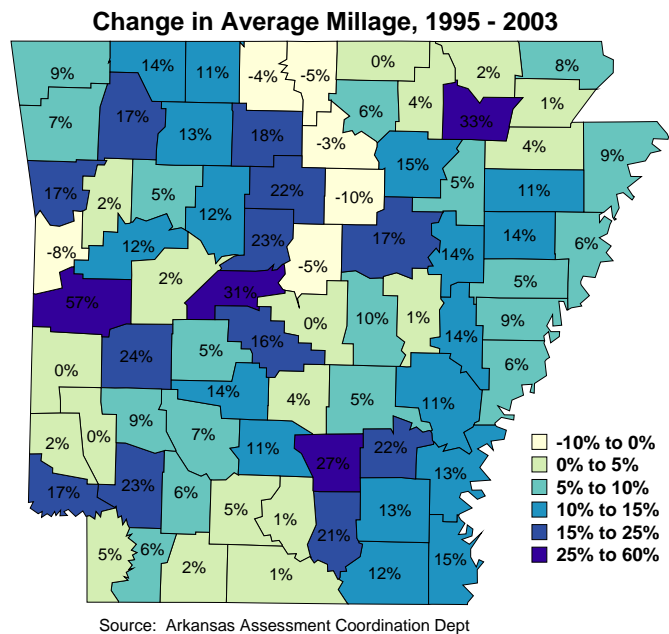 Change in Average Millage, 1995 - 2003
9% 14% 11% -4% -5% 0% 2% 8%
7% 17% 13% 18% -3% 6% 4% 33% 1%
17% 2% 5% 12% 22% -10% 15% 5% 4% 11% 9%
-8% 12% 2% 23% -5% 17% 14% 14% 6%
57% 31% 0% 10% 1% 14% 5% 9%
0% 24% 5% 16% 6%
2% 0% 9% 14% 7% 11% 4% 5% 11%
17% 23% 6% 5% 1% 27% 22% 13%
5% 6% 2% 1% 21% 13% 12% 15%
-10% to 0%
0% to 5%
5% to 10%
10% to 15%
15% to 25%
25% to 60%
Source: Arkansas Assessment Coordination Dept